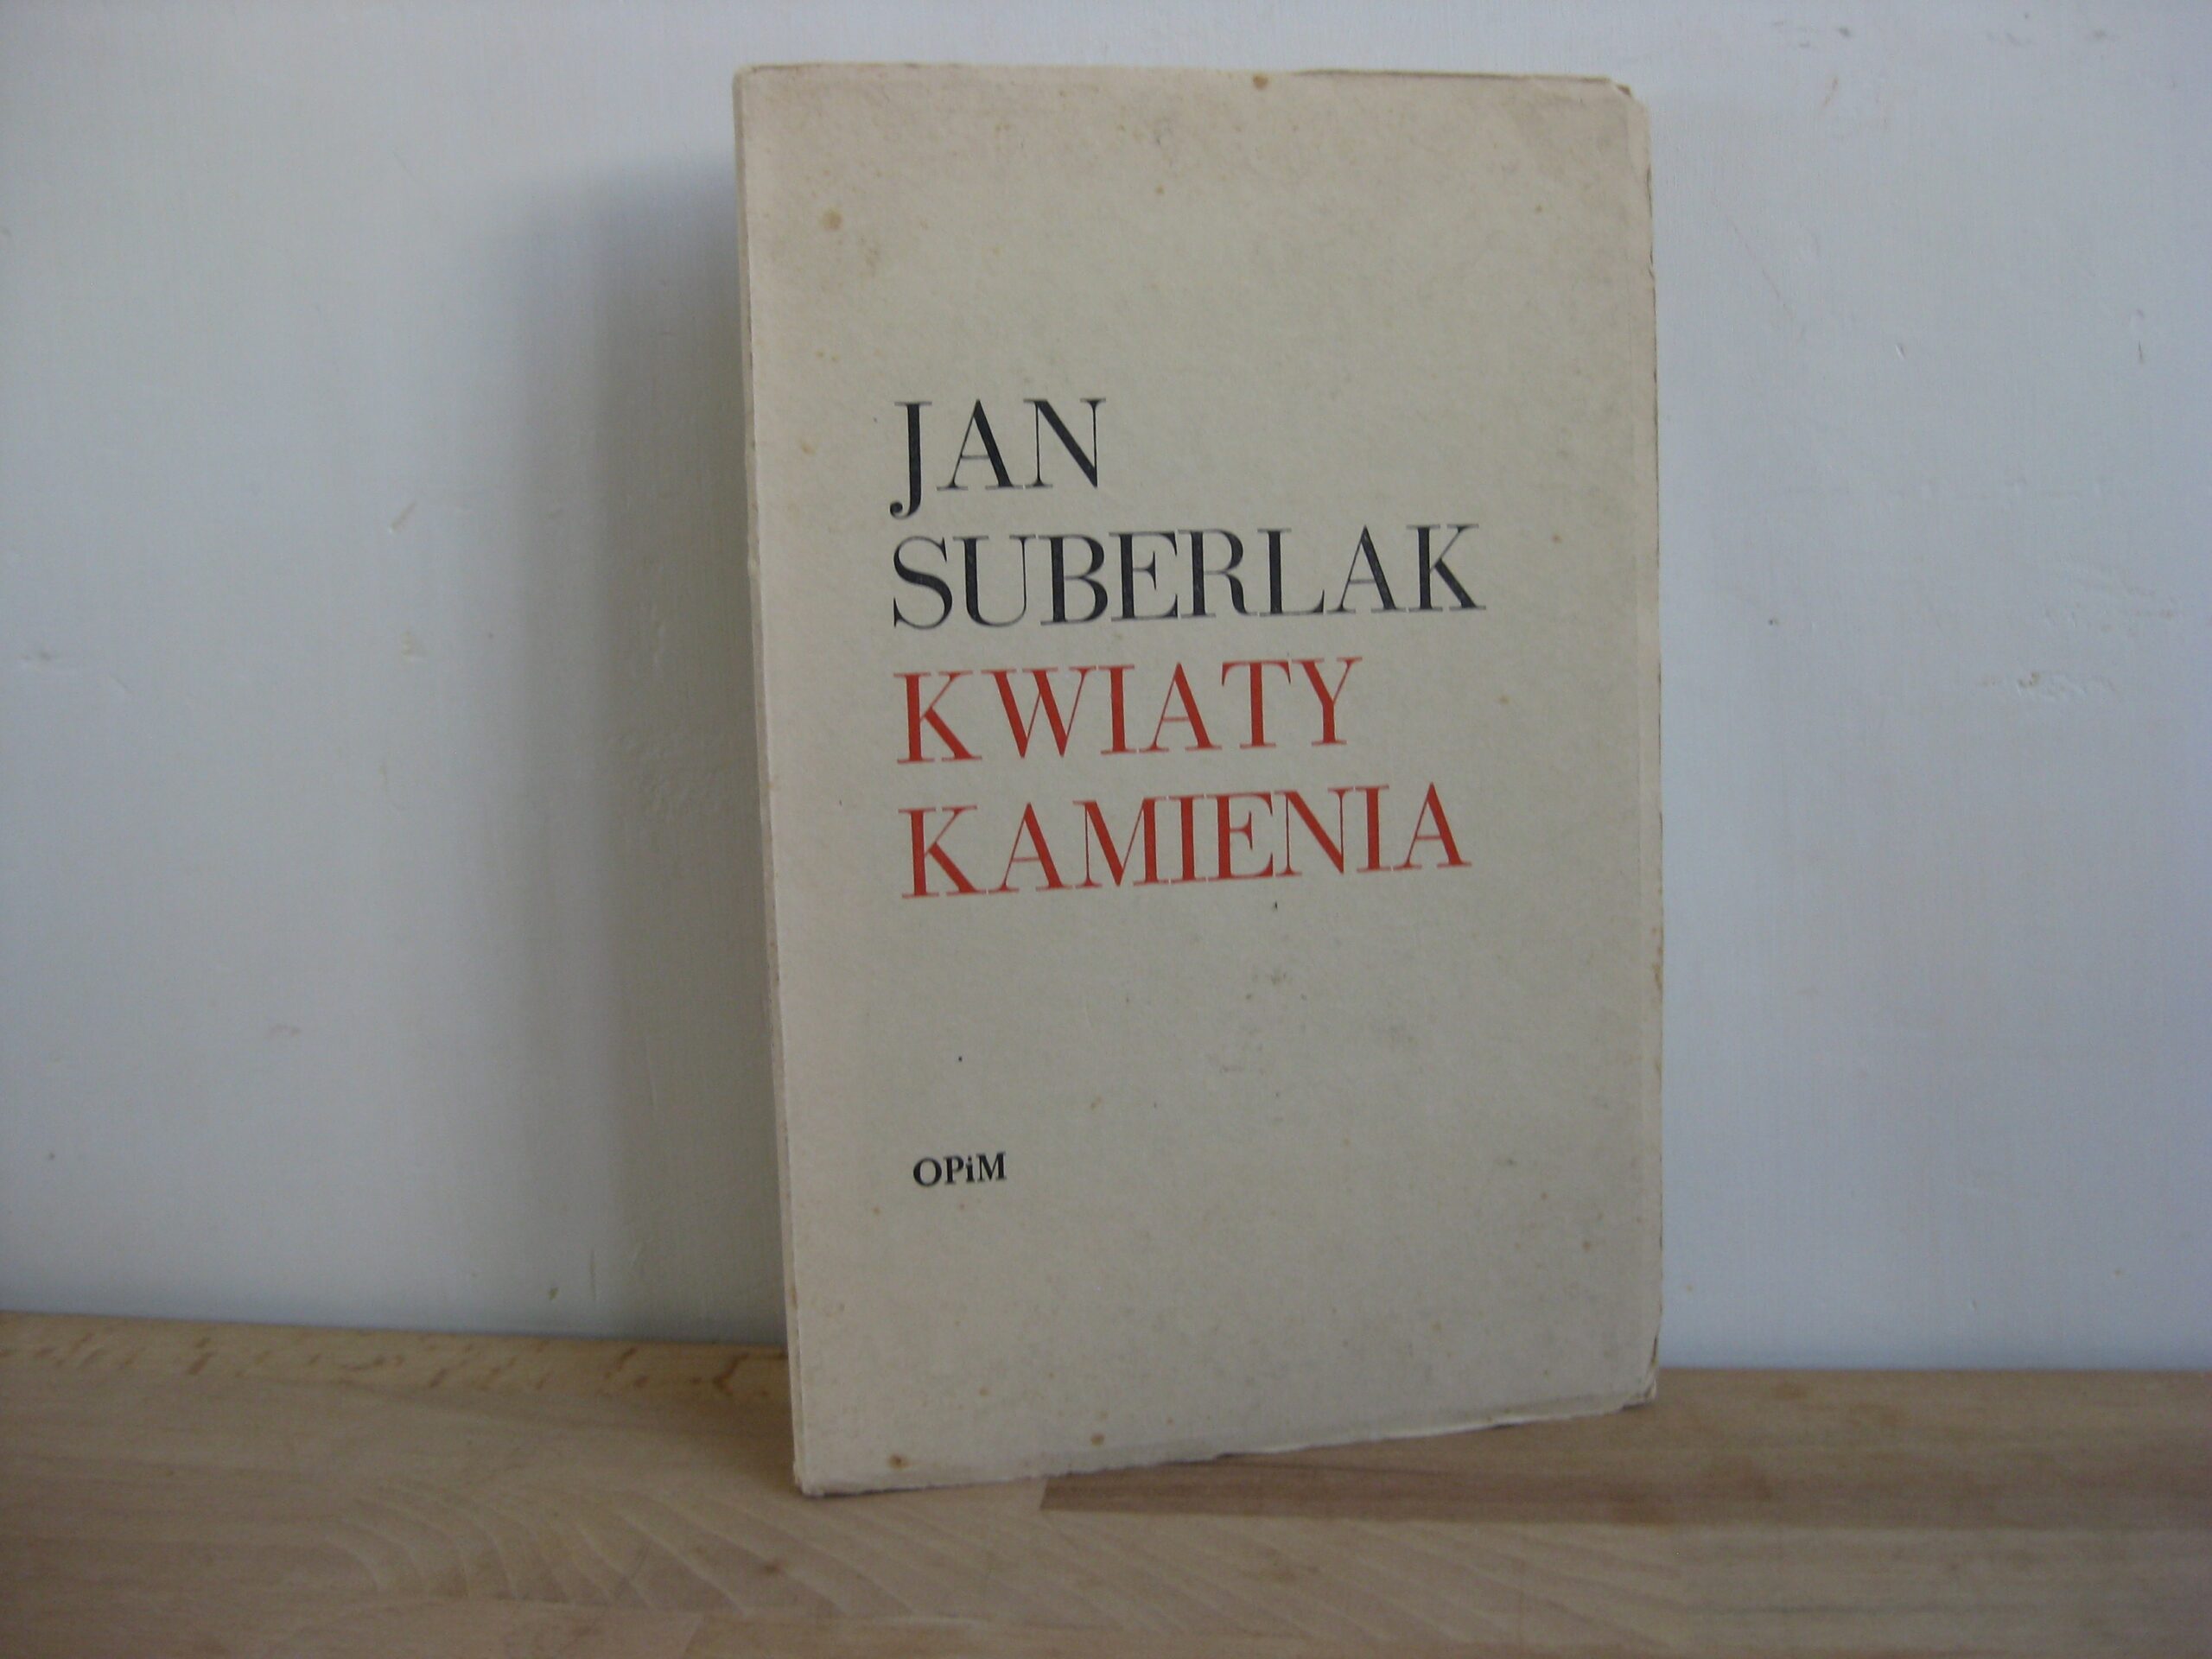 JAN
SUBERLAK
KWIATY
KAMIENIA
OPiM